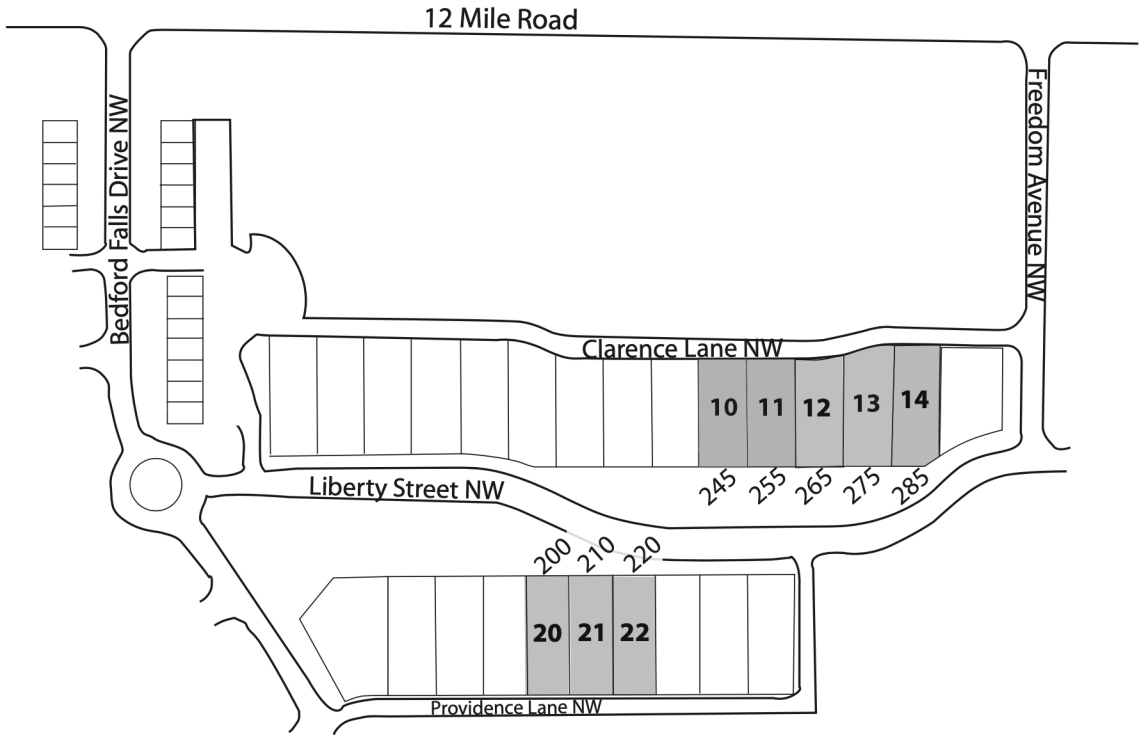 12 Mile Road
Bedford Falls Drive NW
Freedom Avenue NW
Clarence Lane NW
10 11 12 13 14
245 255 265 275 285
Liberty Street NW
200 210 220
20 21 22
Providence Lane NW